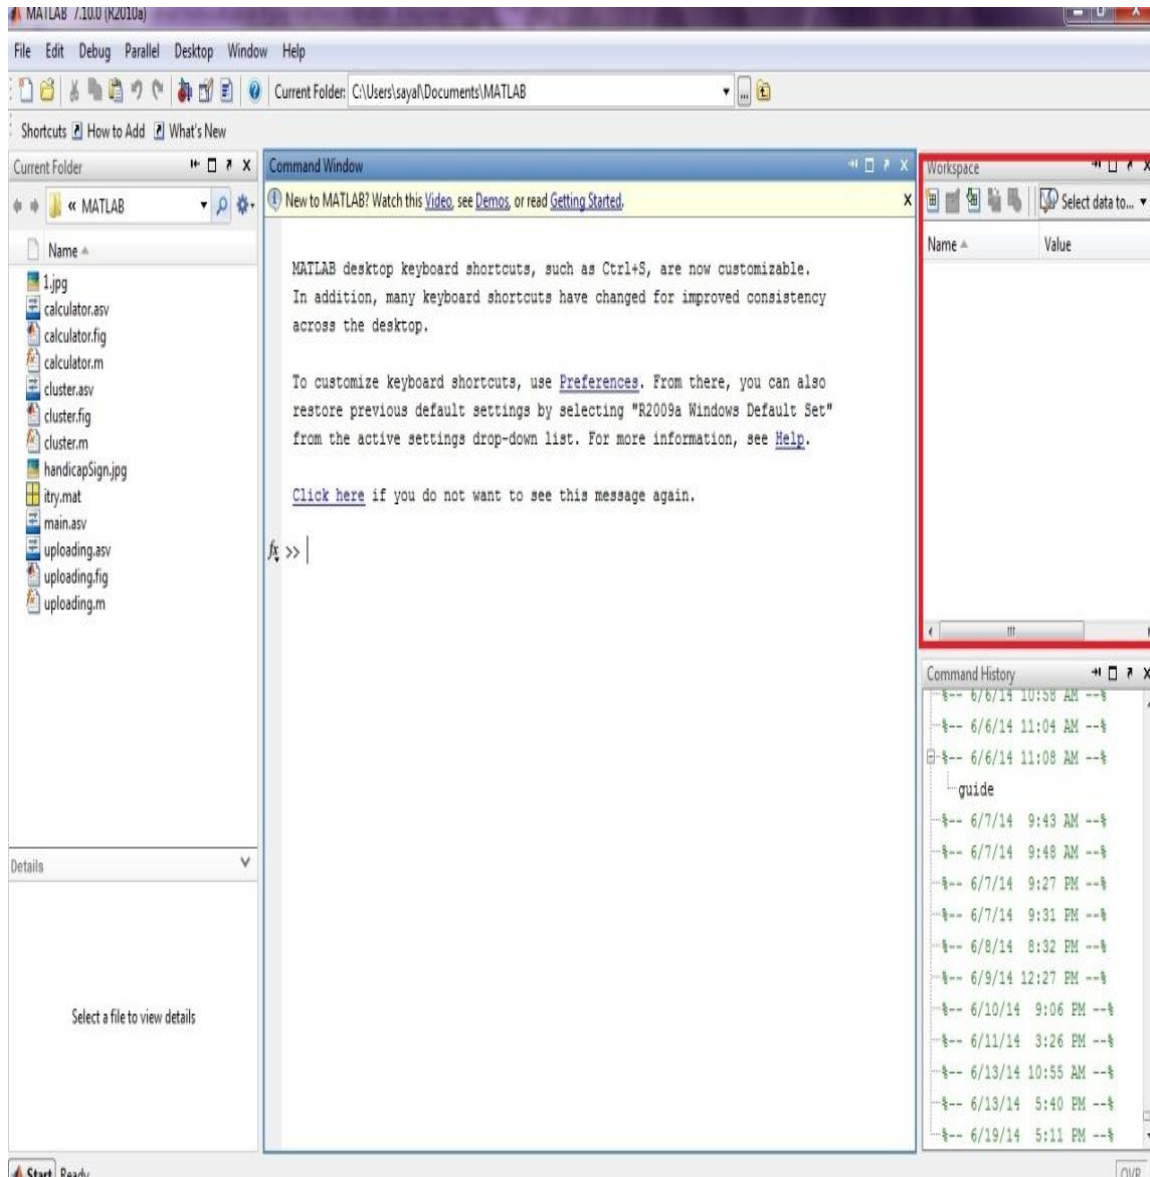 MATLAB 7.10.0 (R2010a)
File Edit Debug Parallel Desktop Window Help
Current Folder: C:\Users\sayal\Documents\MATLAB
Shortcuts How to Add What's New
Current Folder
« MATLAB
Name
1.jpg
calculator.asv
calculator.fig
calculator.m
cluster.asv
cluster.fig
cluster.m
handicapSign.jpg
itry.mat
main.asv
uploading.asv
uploading.fig
uploading.m
Details
Select a file to view details
Command Window
New to MATLAB? Watch this Video, see Demos, or read Getting Started.
MATLAB desktop keyboard shortcuts, such as Ctrl+S, are now customizable.
In addition, many keyboard shortcuts have changed for improved consistency
across the desktop.
To customize keyboard shortcuts, use Preferences. From there, you can also
restore previous default settings by selecting "R2009a Windows Default Set"
from the active settings drop-down list. For more information, see Help.
Click here if you do not want to see this message again.
fx >>
Workspace
Select data to...
Name Value
Command History
%-- 6/6/14 10:58 AM --%
%-- 6/6/14 11:04 AM --%
%-- 6/6/14 11:08 AM --%
guide
%-- 6/7/14 9:43 AM --%
%-- 6/7/14 9:48 AM --%
%-- 6/7/14 9:27 PM --%
%-- 6/7/14 9:31 PM --%
%-- 6/8/14 8:32 PM --%
%-- 6/9/14 12:27 PM --%
%-- 6/10/14 9:06 PM --%
%-- 6/11/14 3:26 PM --%
%-- 6/13/14 10:55 AM --%
%-- 6/13/14 5:40 PM --%
%-- 6/19/14 5:11 PM --%
Start Ready
OVR